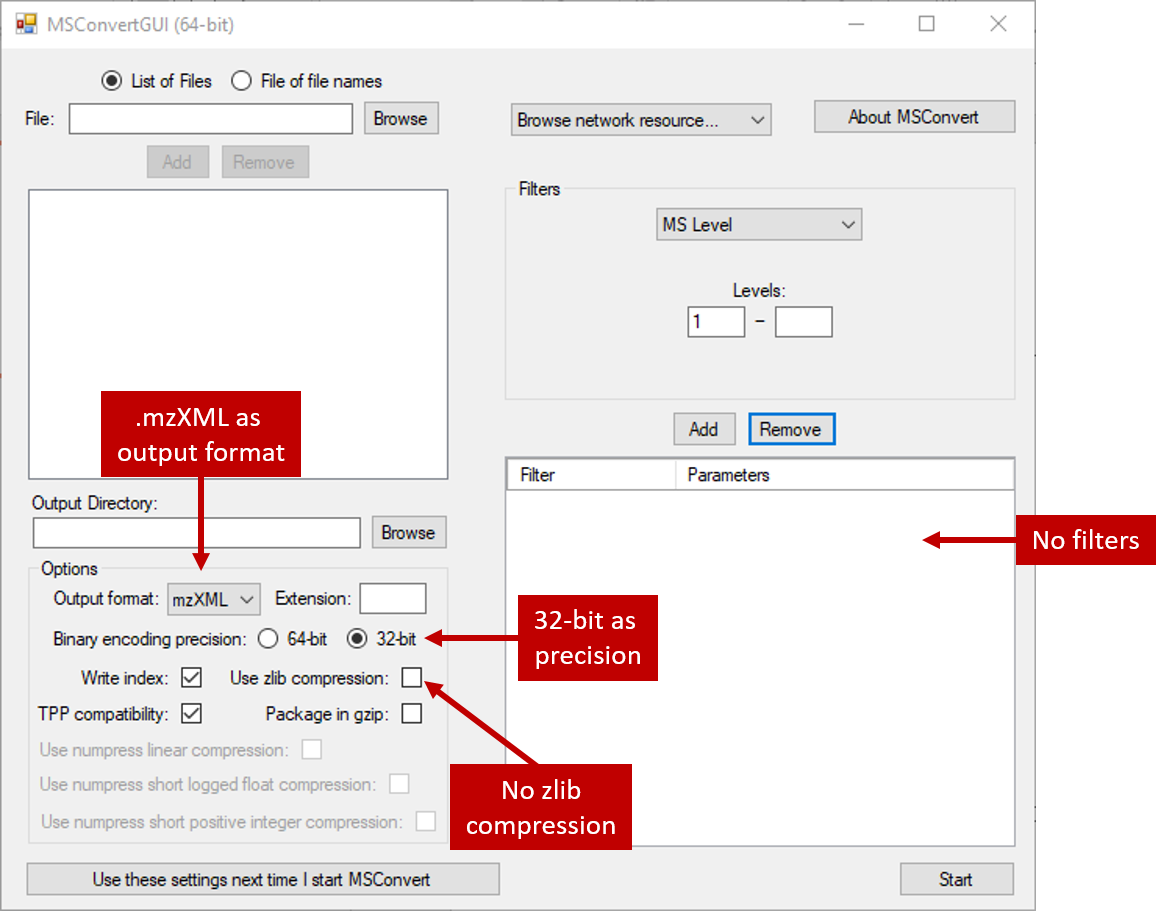 MSConvertGUI (64-bit)
List of Files File of file names
File: Browse
Browse network resource... About MSConvert
Add Remove
Filters
MS Level
Levels:
1 –
.mzXML as
output format
Add Remove
Filter Parameters
Output Directory:
Browse
No filters
Options
Output format: mzXML Extension:
Binary encoding precision: 64-bit 32-bit
32-bit as
precision
Write index: Use zlib compression:
TPP compatibility: Package in gzip:
Use numpress linear compression:
Use numpress short logged float compression:
Use numpress short positive integer compression:
No zlib
compression
Use these settings next time I start MSConvert Start